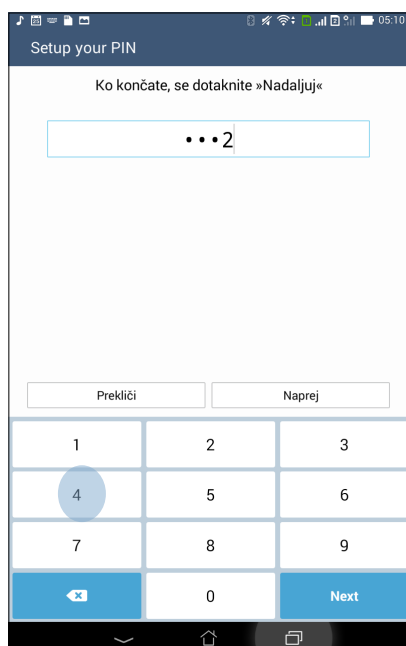 05:10
Setup your PIN
Ko končate, se dotaknite »Nadaljuj«
•••2
Prekliči Naprej
1 2 3
4 5 6
7 8 9
0 Next